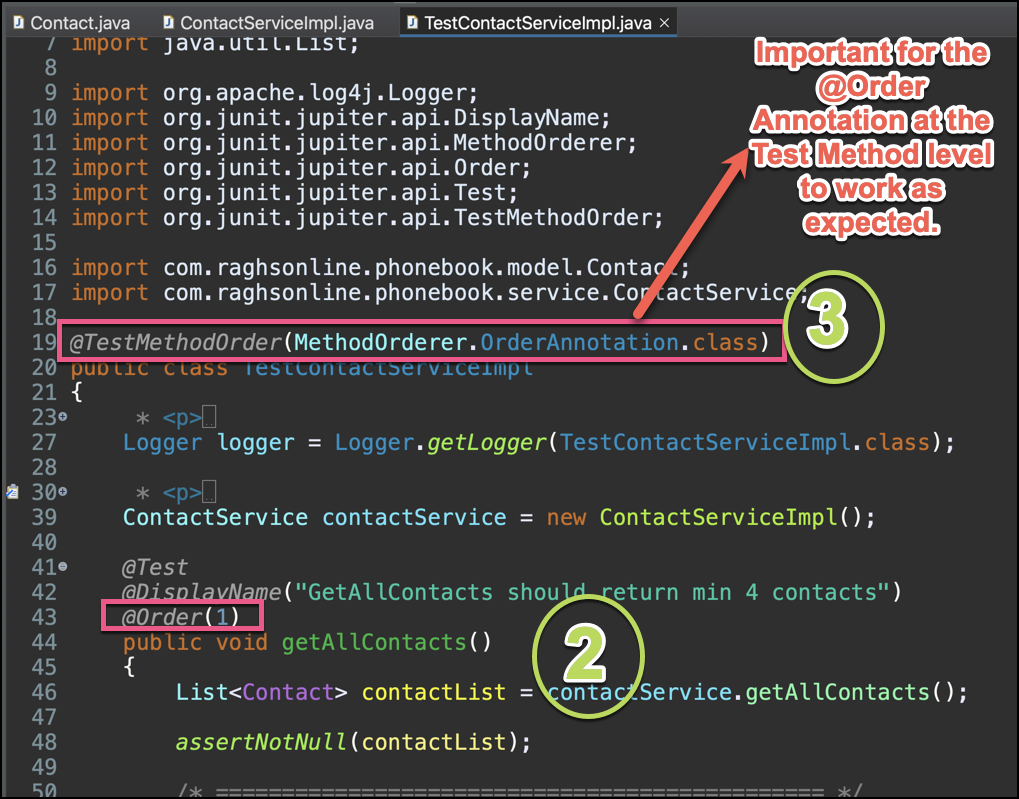 Contact.java ContactServiceImpl.java TestContactServiceImpl.java
7 import java.util.List;
8
9 import org.apache.log4j.Logger;
10 import org.junit.jupiter.api.DisplayName;
11 import org.junit.jupiter.api.MethodOrderer;
12 import org.junit.jupiter.api.Order;
13 import org.junit.jupiter.api.Test;
14 import org.junit.jupiter.api.TestMethodOrder;
15
16 import com.raghsonline.phonebook.model.Contact;
17 import com.raghsonline.phonebook.service.ContactService;
18
19 @TestMethodOrder(MethodOrderer.OrderAnnotation.class)
20 public class TestContactServiceImpl
21 {
23 * <p>
27 Logger logger = Logger.getLogger(TestContactServiceImpl.class);
28
30 * <p>
39 ContactService contactService = new ContactServiceImpl();
40
41 @Test
42 @DisplayName("GetAllContacts should return min 4 contacts")
43 @Order(1)
44 public void getAllContacts()
45 {
46 List<Contact> contactList = contactService.getAllContacts();
47
48 assertNotNull(contactList);
49
50 /* ============================================== */
Important for the
@Order
Annotation at the
Test Method level
to work as
expected.
3
2